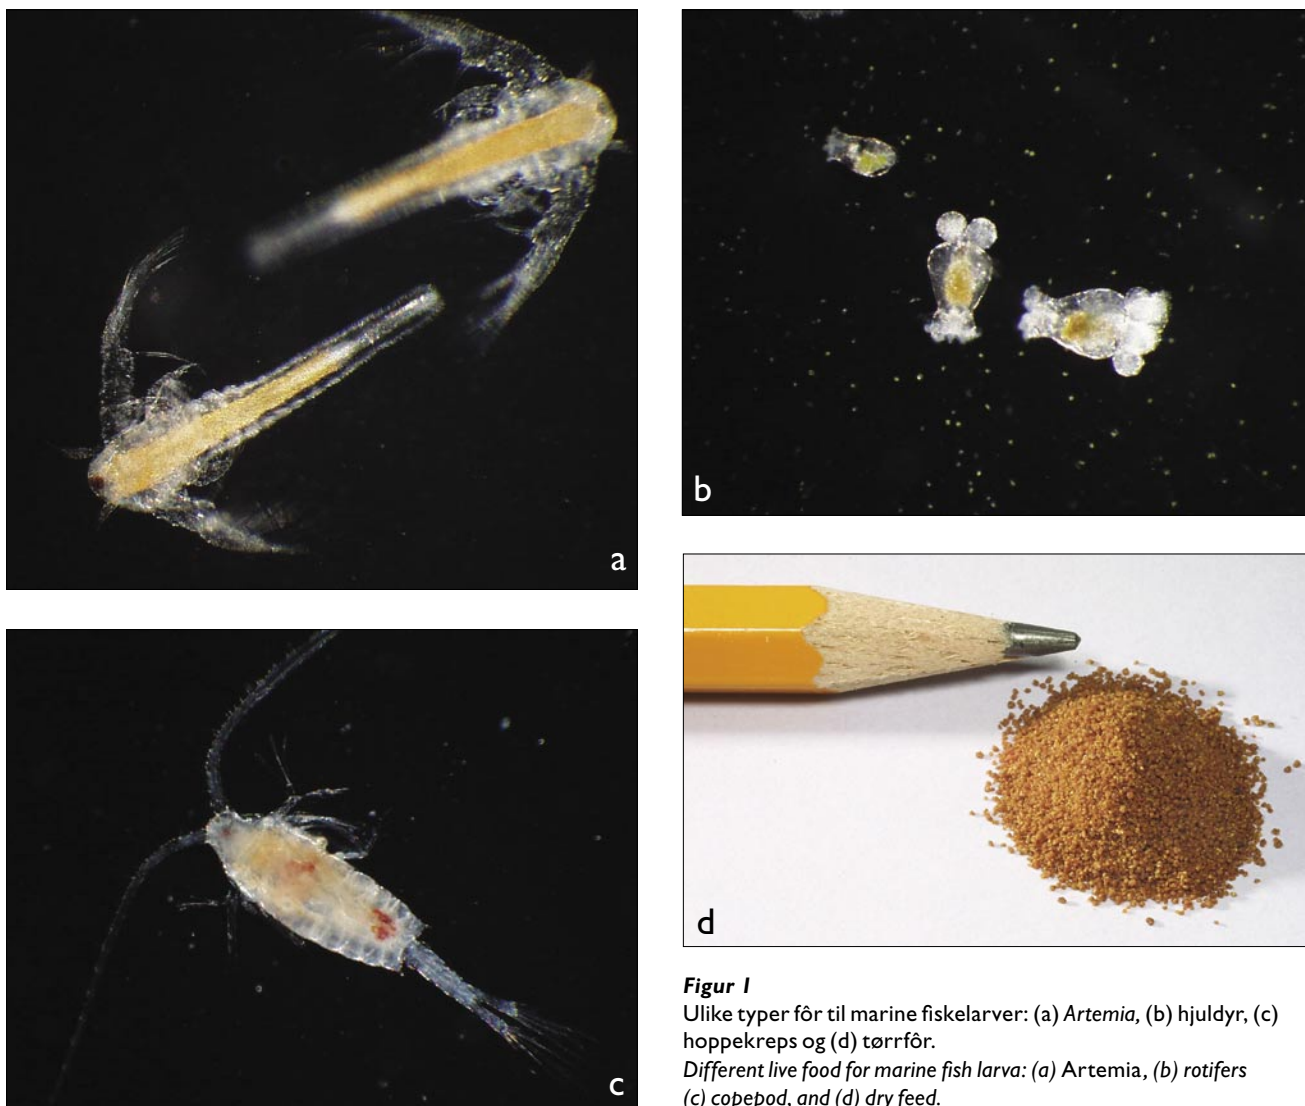 a
b
c
d
Figur 1
Ulike typer fôr til marine fiskelarver: (a) Artemia, (b) hjuldyr, (c)
hoppekreps og (d) tørrfôr.
Different live food for marine fish larva: (a) Artemia, (b) rotifers
(c) copepod, and (d) dry feed.